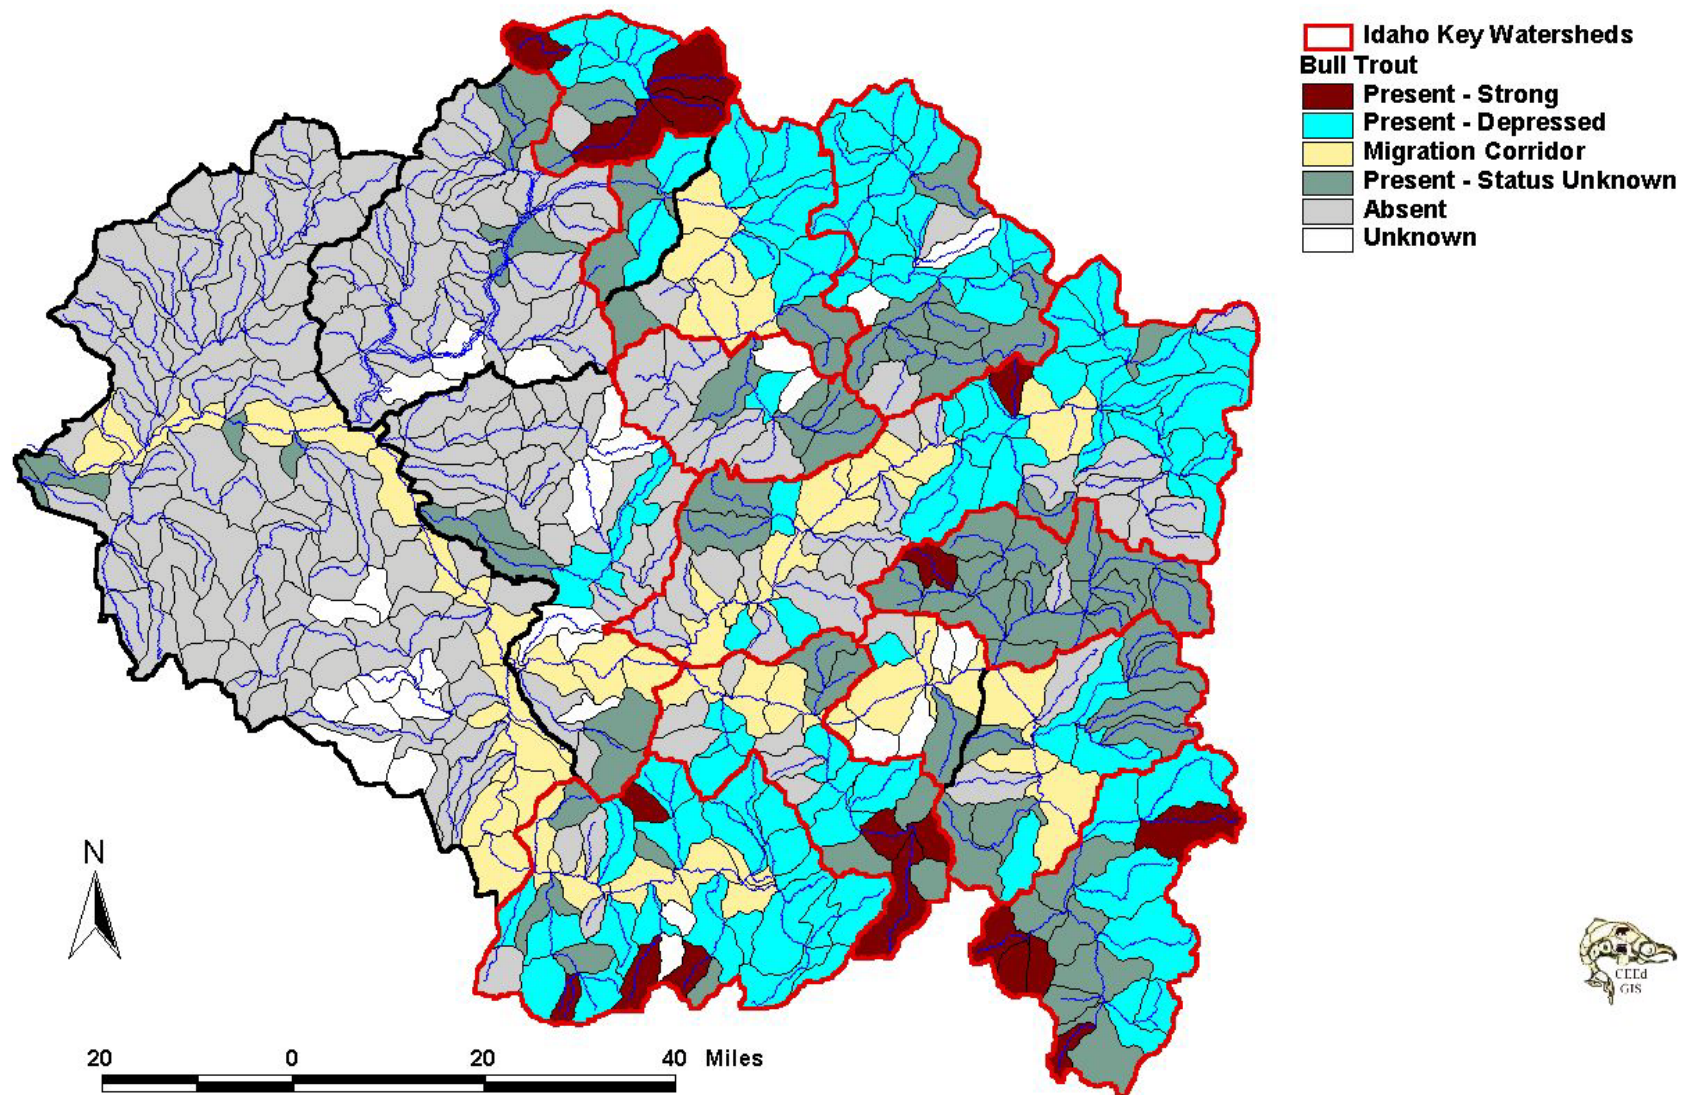 Idaho Key Watersheds
Bull Trout
Present - Strong
Present - Depressed
Migration Corridor
Present - Status Unknown
Absent
Unknown
N
CEEd
GIS
20 0 20 40 Miles